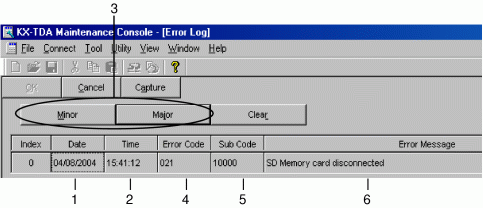 3
KX-TDA Maintenance Console - [Error Log]
File Connect Tool Utility View Window Help
OK Cancel Capture
Minor Major Clear
Index Date Time Error Code Sub Code Error Message
0 04/08/2004 15:41:12 021 10000 SD Memory card disconnected
1 2 4 5 6